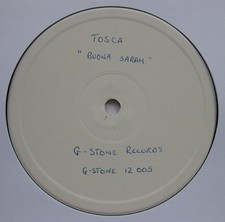 TOSCA
"BUONA SARAH"
G-STONE RECORDS
G-STONE 12 005